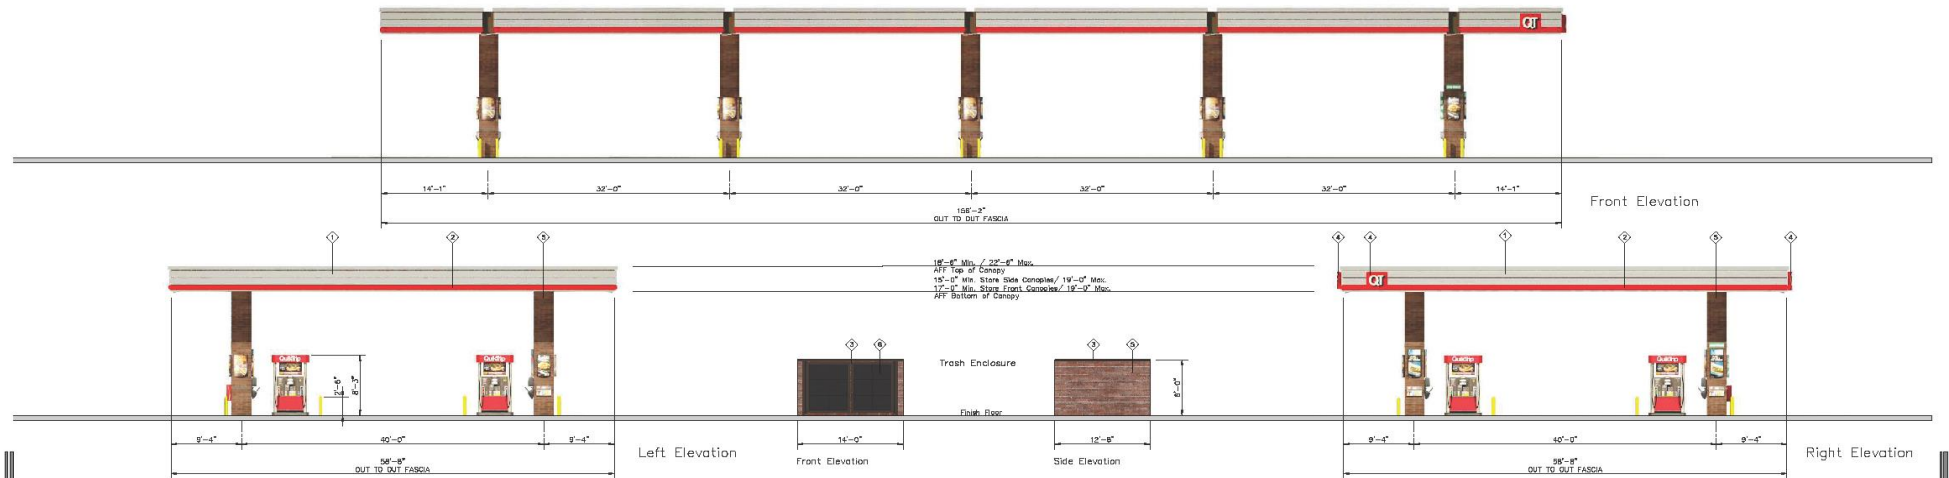 QT
14'-1"
32'-0"
32'-0"
32'-0"
32'-0"
14'-1"
156'-2"
OUT TO OUT FASCIA
Front Elevation
1
2
5
18'-6" Min. / 22'-6" Max.
AFF Top of Canopy
15'-0" Min. Store Side Canopies/ 19'-0" Max.
17'-0" Min. Store Front Canopies/ 19'-0" Max.
AFF Bottom of Canopy
4
4
1
2
5
4
QT
QuikTrip
QuikTrip
8'-3"
3
6
Trash Enclosure
3
5
6'-0"
QuikTrip
QuikTrip
Finish Floor
9'-4"
40'-0"
9'-4"
58'-8"
OUT TO OUT FASCIA
Left Elevation
14'-0"
Front Elevation
12'-8"
Side Elevation
9'-4"
40'-0"
9'-4"
58'-8"
OUT TO OUT FASCIA
Right Elevation